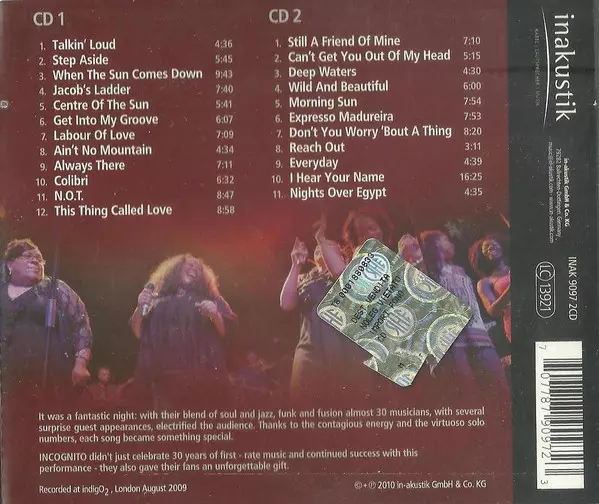 CD 1
1. Talkin' Loud 4:36
2. Step Aside 5:45
3. When The Sun Comes Down 9:43
4. Jacob's Ladder 7:40
5. Centre Of The Sun 5:41
6. Get Into My Groove 6:07
7. Labour Of Love 7:09
8. Ain't No Mountain 4:34
9. Always There 7:11
10. Colibri 6:32
11. N.O.T. 8:47
12. This Thing Called Love 8:58
CD 2
1. Still A Friend Of Mine 7:10
2. Can't Get You Out Of My Head 5:15
3. Deep Waters 4:30
4. Wild And Beautiful 6:00
5. Morning Sun 7:54
6. Expresso Madureira 7:53
7. Don't You Worry 'Bout A Thing 8:20
8. Reach Out 3:11
9. Everyday 4:39
10. I Hear Your Name 16:25
11. Nights Over Egypt 4:35
inakustik
in-akustik GmbH & Co. KG
INAK 9097 2CD
LC 13921
7 07787 90972 3
SIAE
It was a fantastic night: with their blend of soul and jazz, funk and fusion almost 30 musicians, with several
surprise guest appearances, electrified the audience. Thanks to the contagious energy and the virtuoso solo
numbers, each song became something special.
INCOGNITO didn't just celebrate 30 years of first - rate music and continued success with this
performance - they also gave their fans an unforgettable gift.
Recorded at indigO2, London August 2009
©+℗ 2010 in-akustik GmbH & Co. KG